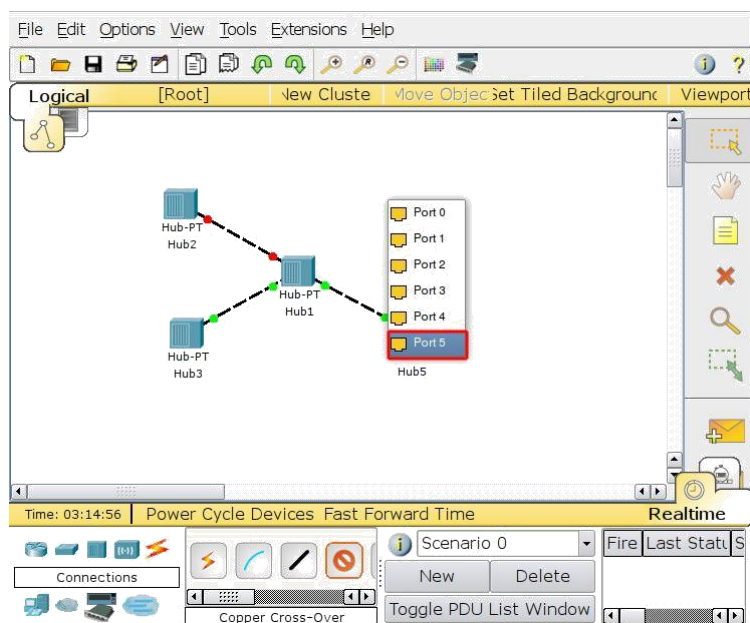 File Edit Options View Tools Extensions Help
i ?
Logical [Root] New Cluste Move Objec Set Tiled Backgroun Viewport
Port 0
Port 1
Port 2
Port 3
Port 4
Port 5
Hub-PT
Hub2
Hub-PT
Hub1
Hub-PT
Hub3
Hub5
Time: 03:14:56 Power Cycle Devices Fast Forward Time Realtime
i Scenario 0 Fire Last Statu S
Connections
New Delete
Toggle PDU List Window
Copper Cross-Over